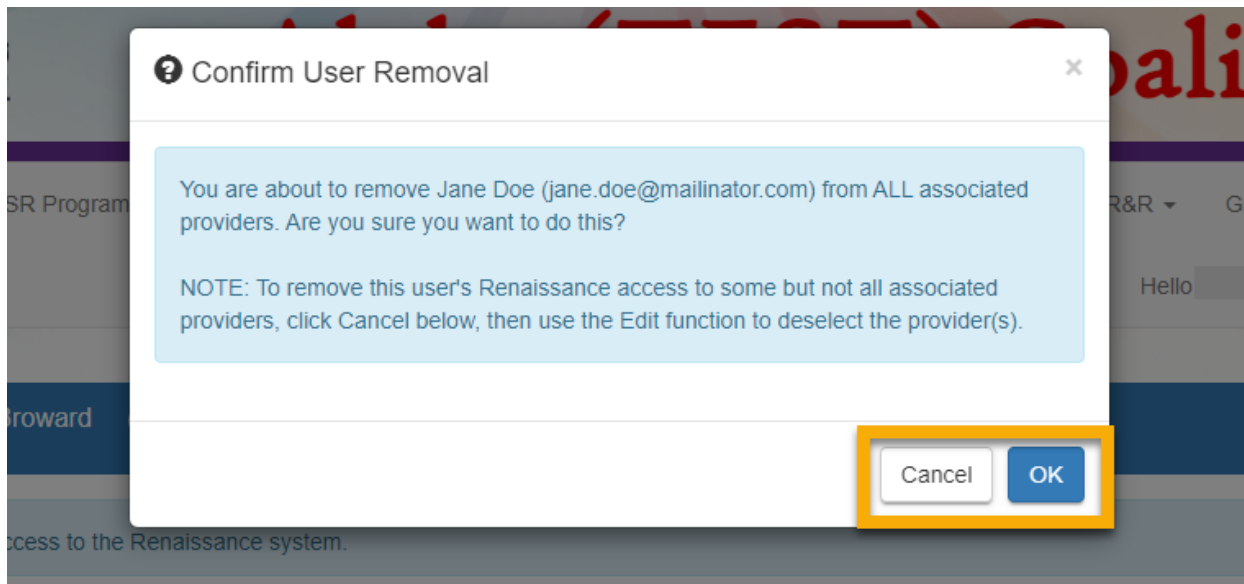 Confirm User Removal
×
You are about to remove Jane Doe (jane.doe@mailinator.com) from ALL associated
providers. Are you sure you want to do this?
NOTE: To remove this user's Renaissance access to some but not all associated
providers, click Cancel below, then use the Edit function to deselect the provider(s).
Cancel OK
SR Program
R&R
Hello
Broward
access to the Renaissance system.